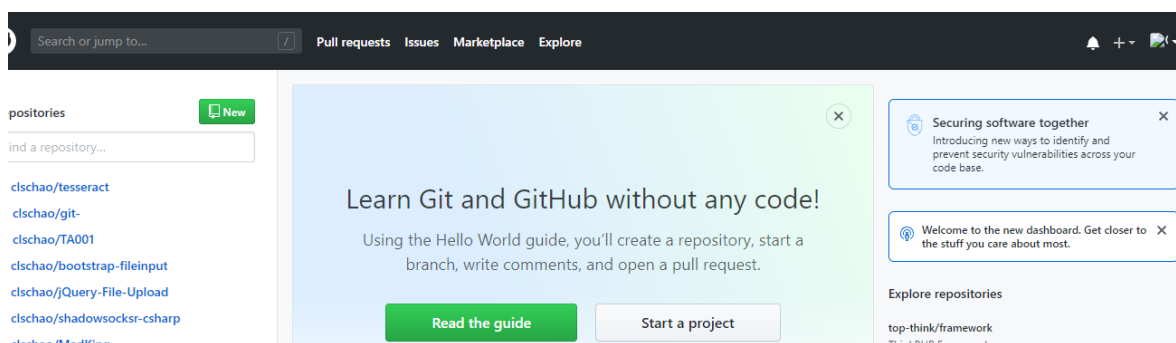 Search or jump to...
/
Pull requests Issues Marketplace Explore
positories
New
ind a repository...
clschao/tesseract
clschao/git-
clschao/TA001
clschao/bootstrap-fileinput
clschao/jQuery-File-Upload
clschao/shadowsocksr-csharp
Learn Git and GitHub without any code!
Using the Hello World guide, you'll create a repository, start a
branch, write comments, and open a pull request.
Read the guide
Start a project
Securing software together
Introducing new ways to identify and
prevent security vulnerabilities across your
code base.
Welcome to the new dashboard. Get closer to
the stuff you care about most.
Explore repositories
top-think/framework